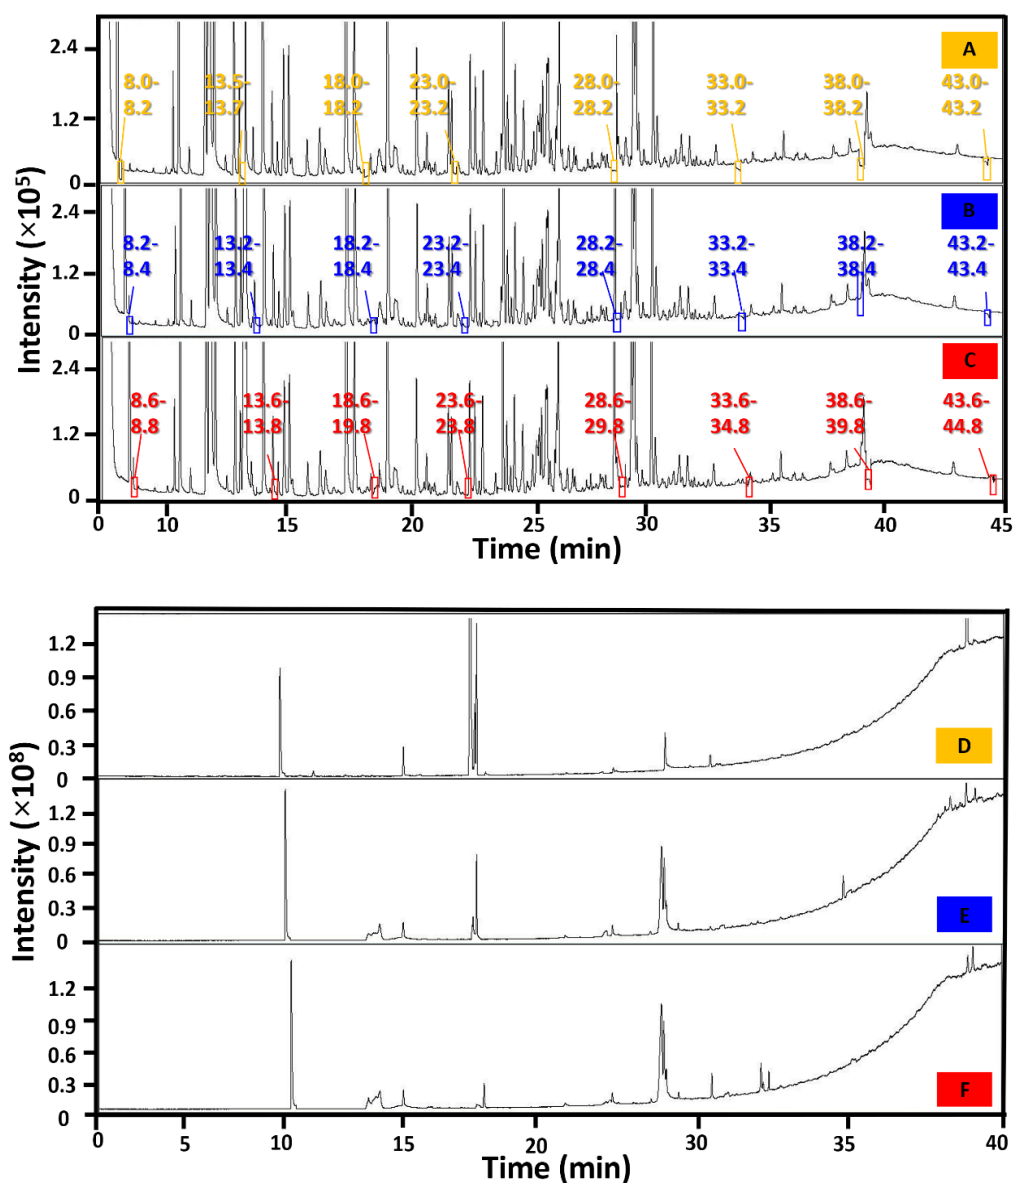 Intensity (×10⁵)
2.4
1.2
0
A
8.0- 13.5- 18.0- 23.0- 28.0- 33.0- 38.0- 43.0-
8.2 13.7 18.2 23.2 28.2 33.2 38.2 43.2
2.4
1.2
0
B
8.2- 13.2- 18.2- 23.2- 28.2- 33.2- 38.2- 43.2-
8.4 13.4 18.4 23.4 28.4 33.4 38.4 43.4
2.4
1.2
0
C
8.6- 13.6- 18.6- 23.6- 28.6- 33.6- 38.6- 43.6-
8.8 13.8 19.8 23.8 29.8 34.8 39.8 44.8
0 10 15 20 25 30 35 40 45
Time (min)
Intensity (×10⁸)
1.2
0.9
0.6
0.3
0
D
1.2
0.9
0.6
0.3
0
E
1.2
0.9
0.6
0.3
0
F
0 5 10 15 20 30 35 40
Time (min)